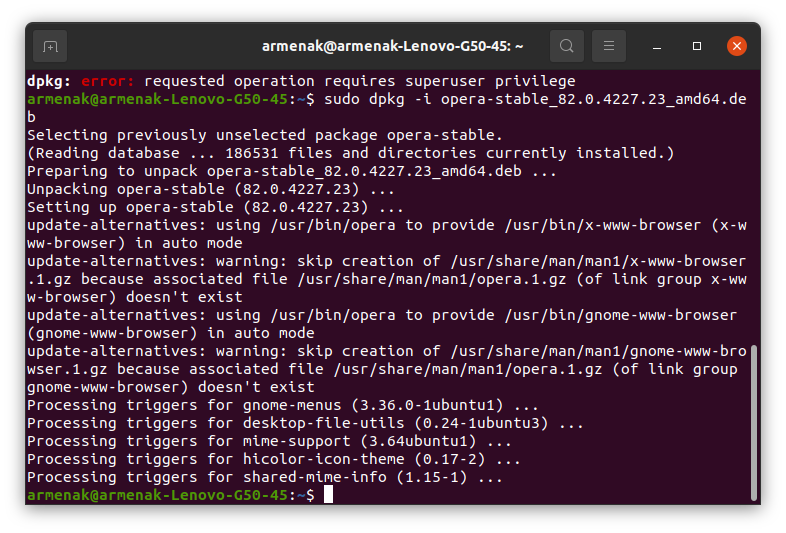 armenak@armenak-Lenovo-G50-45: ~
dpkg: error: requested operation requires superuser privilege
armenak@armenak-Lenovo-G50-45:~$ sudo dpkg -i opera-stable_82.0.4227.23_amd64.de
b
Selecting previously unselected package opera-stable.
(Reading database ... 186531 files and directories currently installed.)
Preparing to unpack opera-stable_82.0.4227.23_amd64.deb ...
Unpacking opera-stable (82.0.4227.23) ...
Setting up opera-stable (82.0.4227.23) ...
update-alternatives: using /usr/bin/opera to provide /usr/bin/x-www-browser (x-w
ww-browser) in auto mode
update-alternatives: warning: skip creation of /usr/share/man/man1/x-www-browser
.1.gz because associated file /usr/share/man/man1/opera.1.gz (of link group x-ww
w-browser) doesn't exist
update-alternatives: using /usr/bin/opera to provide /usr/bin/gnome-www-browser
(gnome-www-browser) in auto mode
update-alternatives: warning: skip creation of /usr/share/man/man1/gnome-www-bro
wser.1.gz because associated file /usr/share/man/man1/opera.1.gz (of link group
gnome-www-browser) doesn't exist
Processing triggers for gnome-menus (3.36.0-1ubuntu1) ...
Processing triggers for desktop-file-utils (0.24-1ubuntu3) ...
Processing triggers for mime-support (3.64ubuntu1) ...
Processing triggers for hicolor-icon-theme (0.17-2) ...
Processing triggers for shared-mime-info (1.15-1) ...
armenak@armenak-Lenovo-G50-45:~$